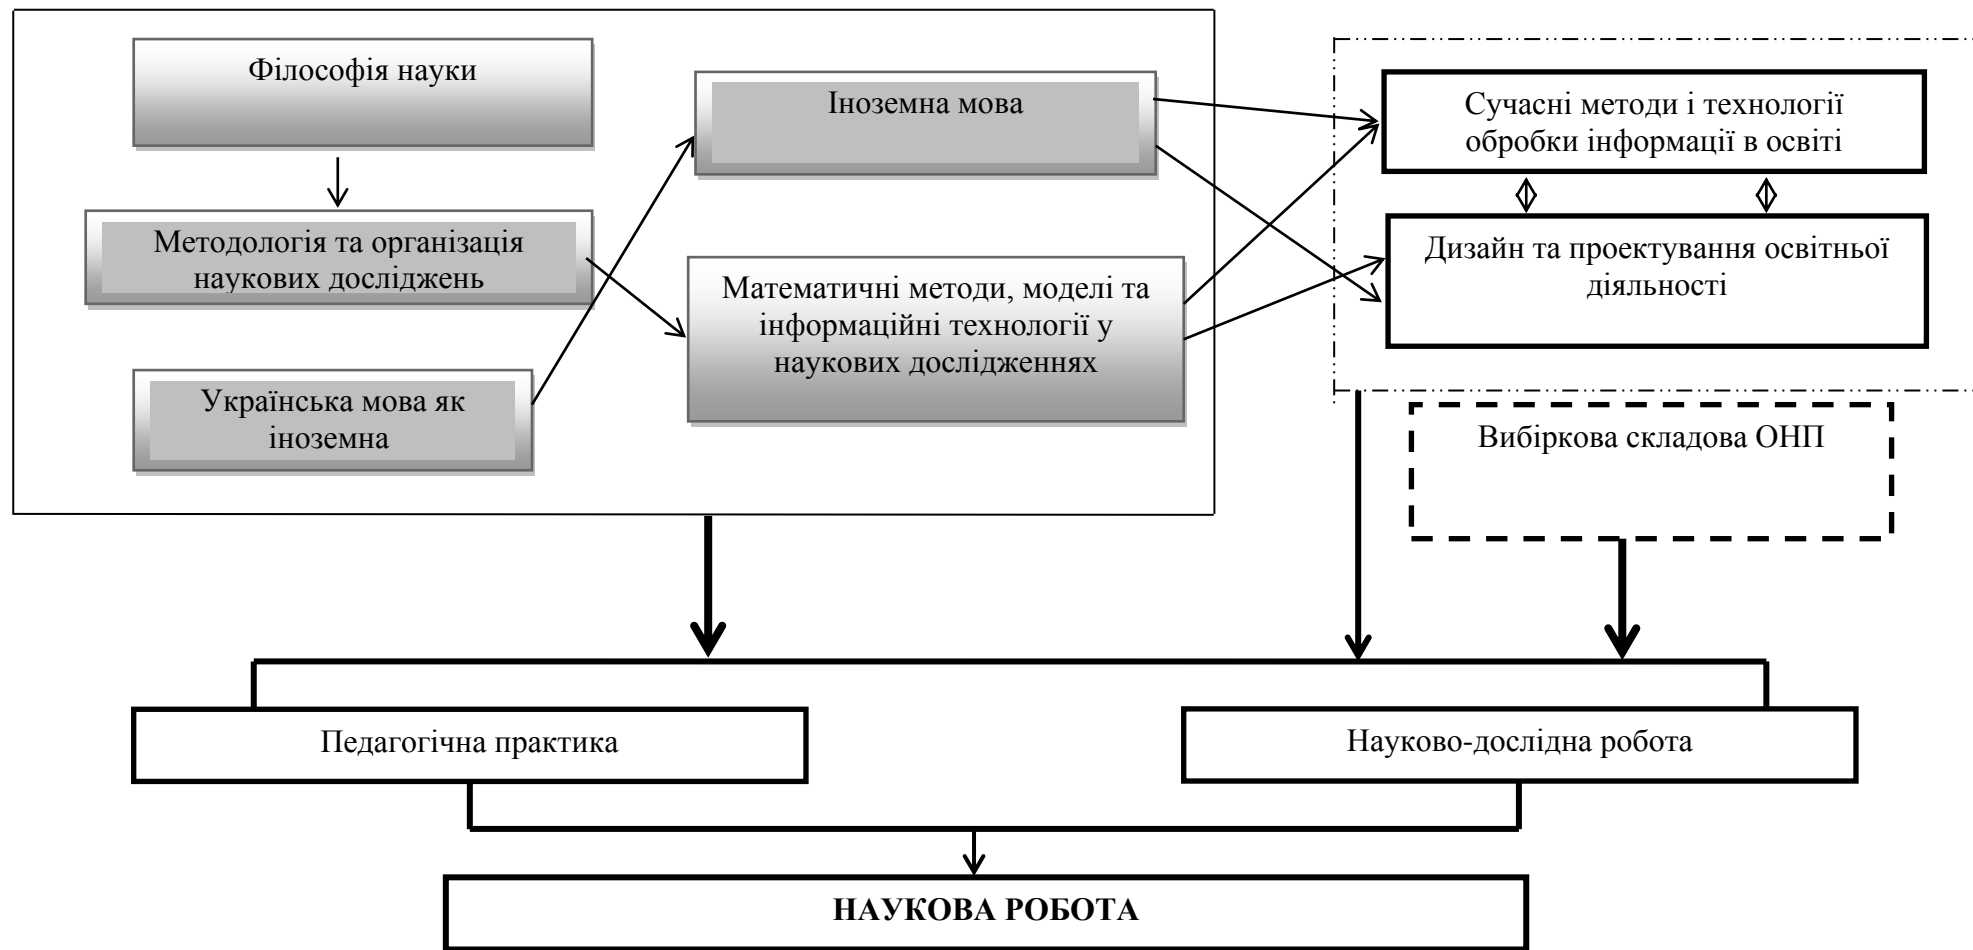 Філософія науки
Методологія та організація
наукових досліджень
Українська мова як
іноземна
Іноземна мова
Математичні методи, моделі та
інформаційні технології у
наукових дослідженнях
Сучасні методи і технології
обробки інформації в освіті
Дизайн та проектування освітньої
діяльності
Вибіркова складова ОНП
Педагогічна практика
Науково-дослідна робота
НАУКОВА РОБОТА